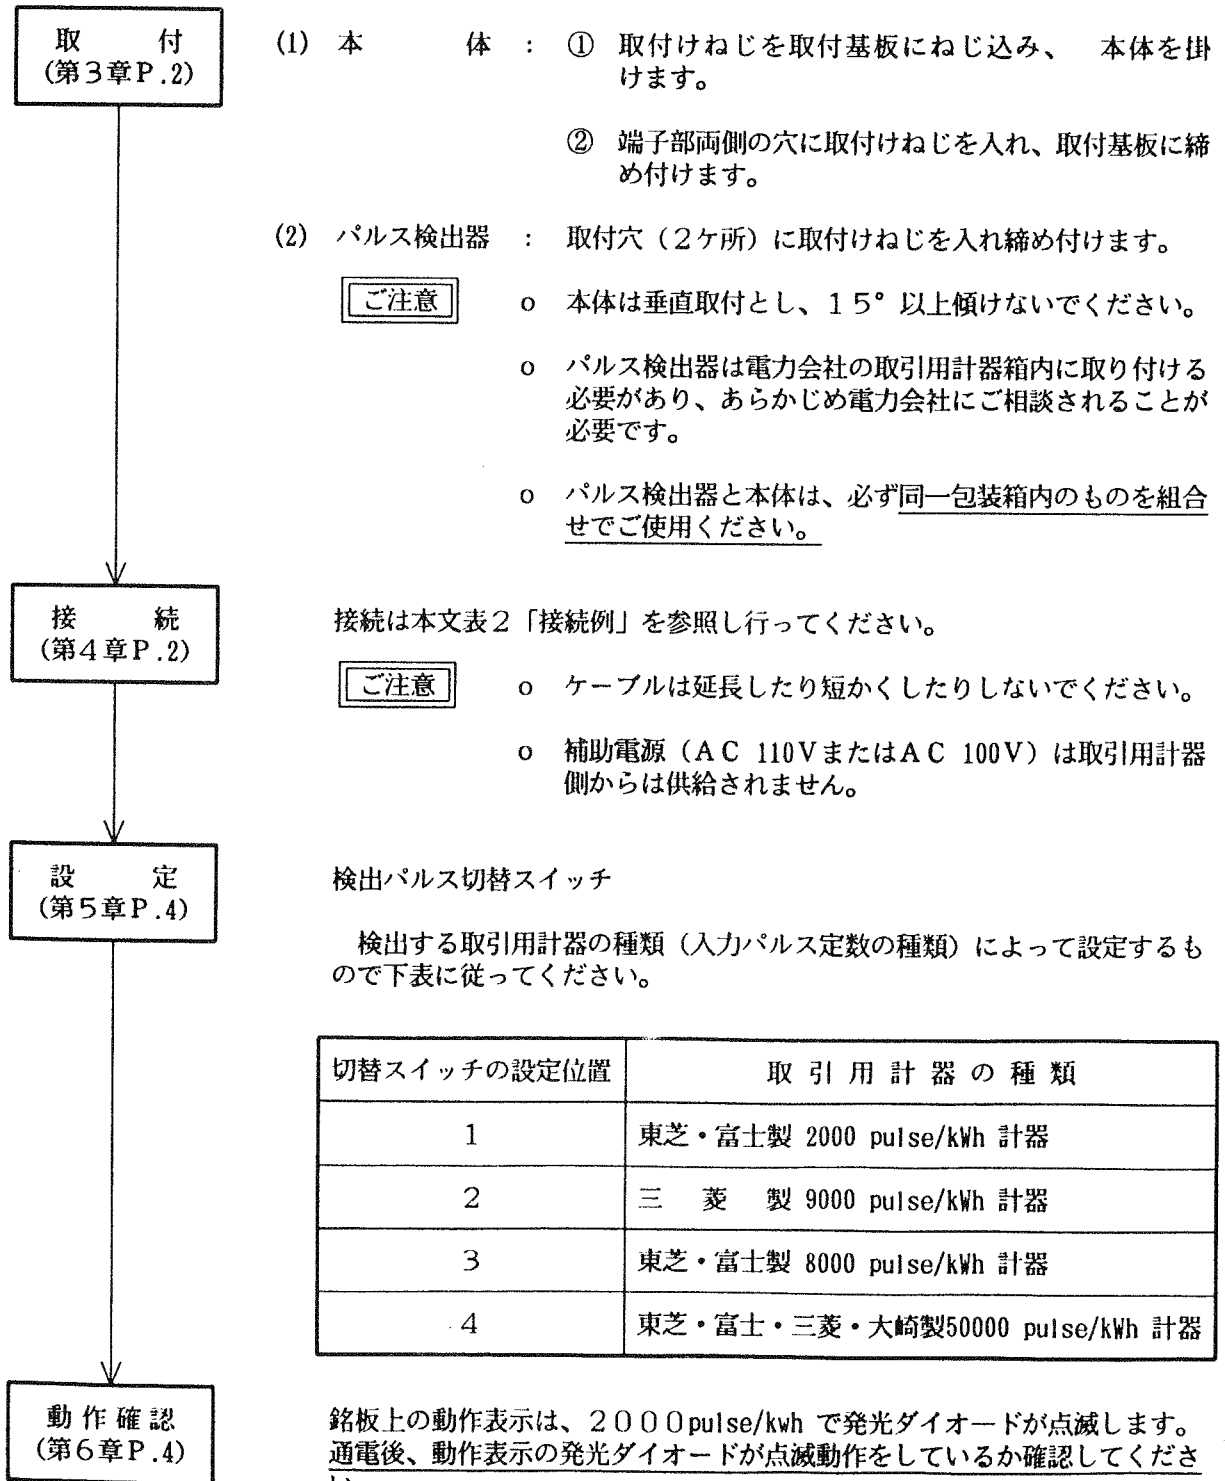 取　　付
(第3章P.2)
(1) 本　　体 : ① 取付けねじを取付基板にねじ込み、　本体を掛
けます。
② 端子部両側の穴に取付けねじを入れ、取付基板に締
め付けます。
(2) パルス検出器 : 取付穴（2ケ所）に取付けねじを入れ締め付けます。
ご注意 o 本体は垂直取付とし、15°以上傾けないでください。
o パルス検出器は電力会社の取引用計器箱内に取り付ける
必要があり、あらかじめ電力会社にご相談されることが
必要です。
o パルス検出器と本体は、必ず同一包装箱内のものを組合
せでご使用ください。
接　　続
(第4章P.2)
接続は本文表2「接続例」を参照し行ってください。
ご注意 o ケーブルは延長したり短かくしたりしないでください。
o 補助電源（AC 110VまたはAC 100V）は取引用計器
側からは供給されません。
設　　定
(第5章P.4)
検出パルス切替スイッチ
検出する取引用計器の種類（入力パルス定数の種類）によって設定するも
ので下表に従ってください。
切替スイッチの設定位置 取引用計器の種類
1 東芝・富士製 2000 pulse/kWh 計器
2 三　菱　製 9000 pulse/kWh 計器
3 東芝・富士製 8000 pulse/kWh 計器
4 東芝・富士・三菱・大崎製50000 pulse/kWh 計器
動作確認
(第6章P.4)
銘板上の動作表示は、2000pulse/kwh で発光ダイオードが点滅します。
通電後、動作表示の発光ダイオードが点滅動作をしているか確認してくださ